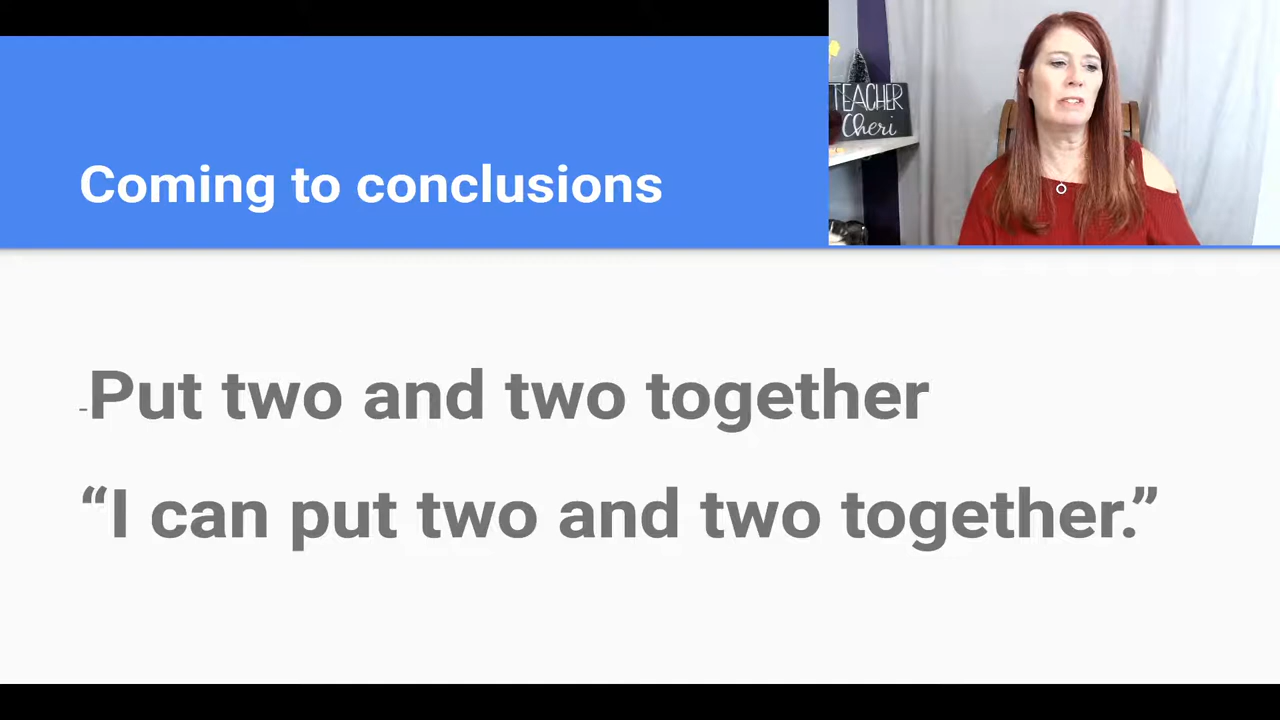 TEACHER
Cheri
Coming to conclusions
-Put two and two together
“I can put two and two together.”